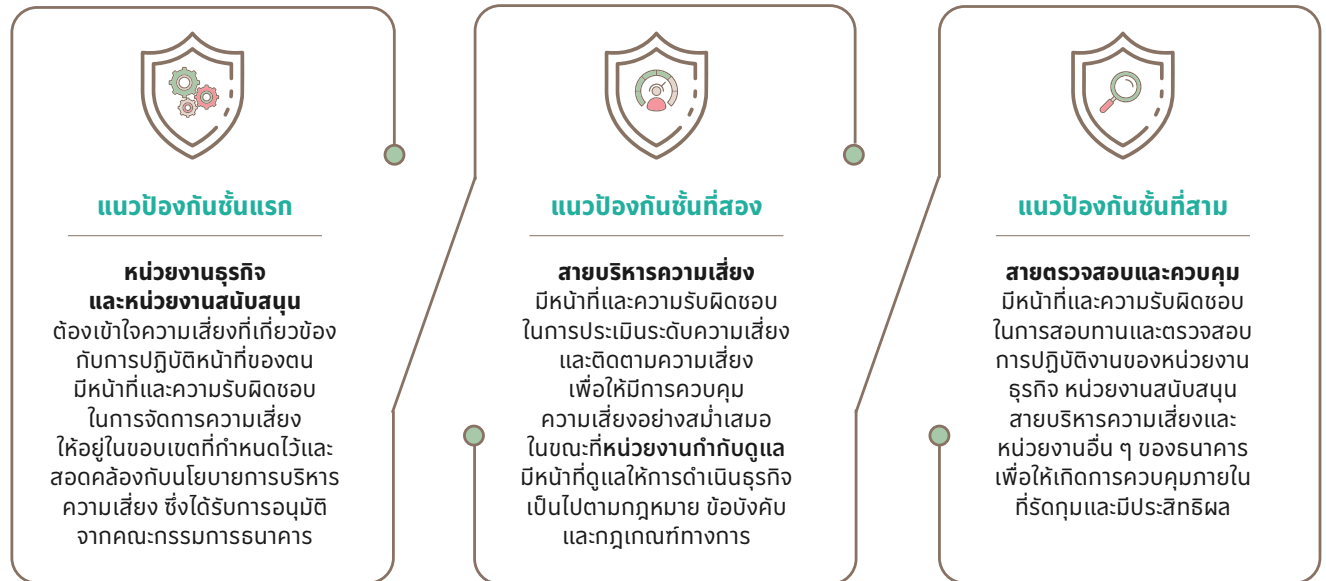 แนวป้องกันชั้นแรก
หน่วยงานธุรกิจ
และหน่วยงานสนับสนุน
ต้องเข้าใจความเสี่ยงที่เกี่ยวข้อง
กับการปฏิบัติหน้าที่ของตน
มีหน้าที่และความรับผิดชอบ
ในการจัดการความเสี่ยง
ให้อยู่ในขอบเขตที่กำหนดไว้และ
สอดคล้องกับนโยบายการบริหาร
ความเสี่ยง ซึ่งได้รับการอนุมัติ
จากคณะกรรมการธนาคาร
แนวป้องกันชั้นที่สอง
สายบริหารความเสี่ยง
มีหน้าที่และความรับผิดชอบ
ในการประเมินระดับความเสี่ยง
และติดตามความเสี่ยง
เพื่อให้มีการควบคุม
ความเสี่ยงอย่างสม่ำเสมอ
ในขณะที่หน่วยงานกำกับดูแล
มีหน้าที่ดูแลให้การดำเนินธุรกิจ
เป็นไปตามกฎหมาย ข้อบังคับ
และกฎเกณฑ์ทางการ
แนวป้องกันชั้นที่สาม
สายตรวจสอบและควบคุม
มีหน้าที่และความรับผิดชอบ
ในการสอบทานและตรวจสอบ
การปฏิบัติงานของหน่วยงาน
ธุรกิจ หน่วยงานสนับสนุน
สายบริหารความเสี่ยงและ
หน่วยงานอื่น ๆ ของธนาคาร
เพื่อให้เกิดการควบคุมภายใน
ที่รัดกุมและมีประสิทธิผล